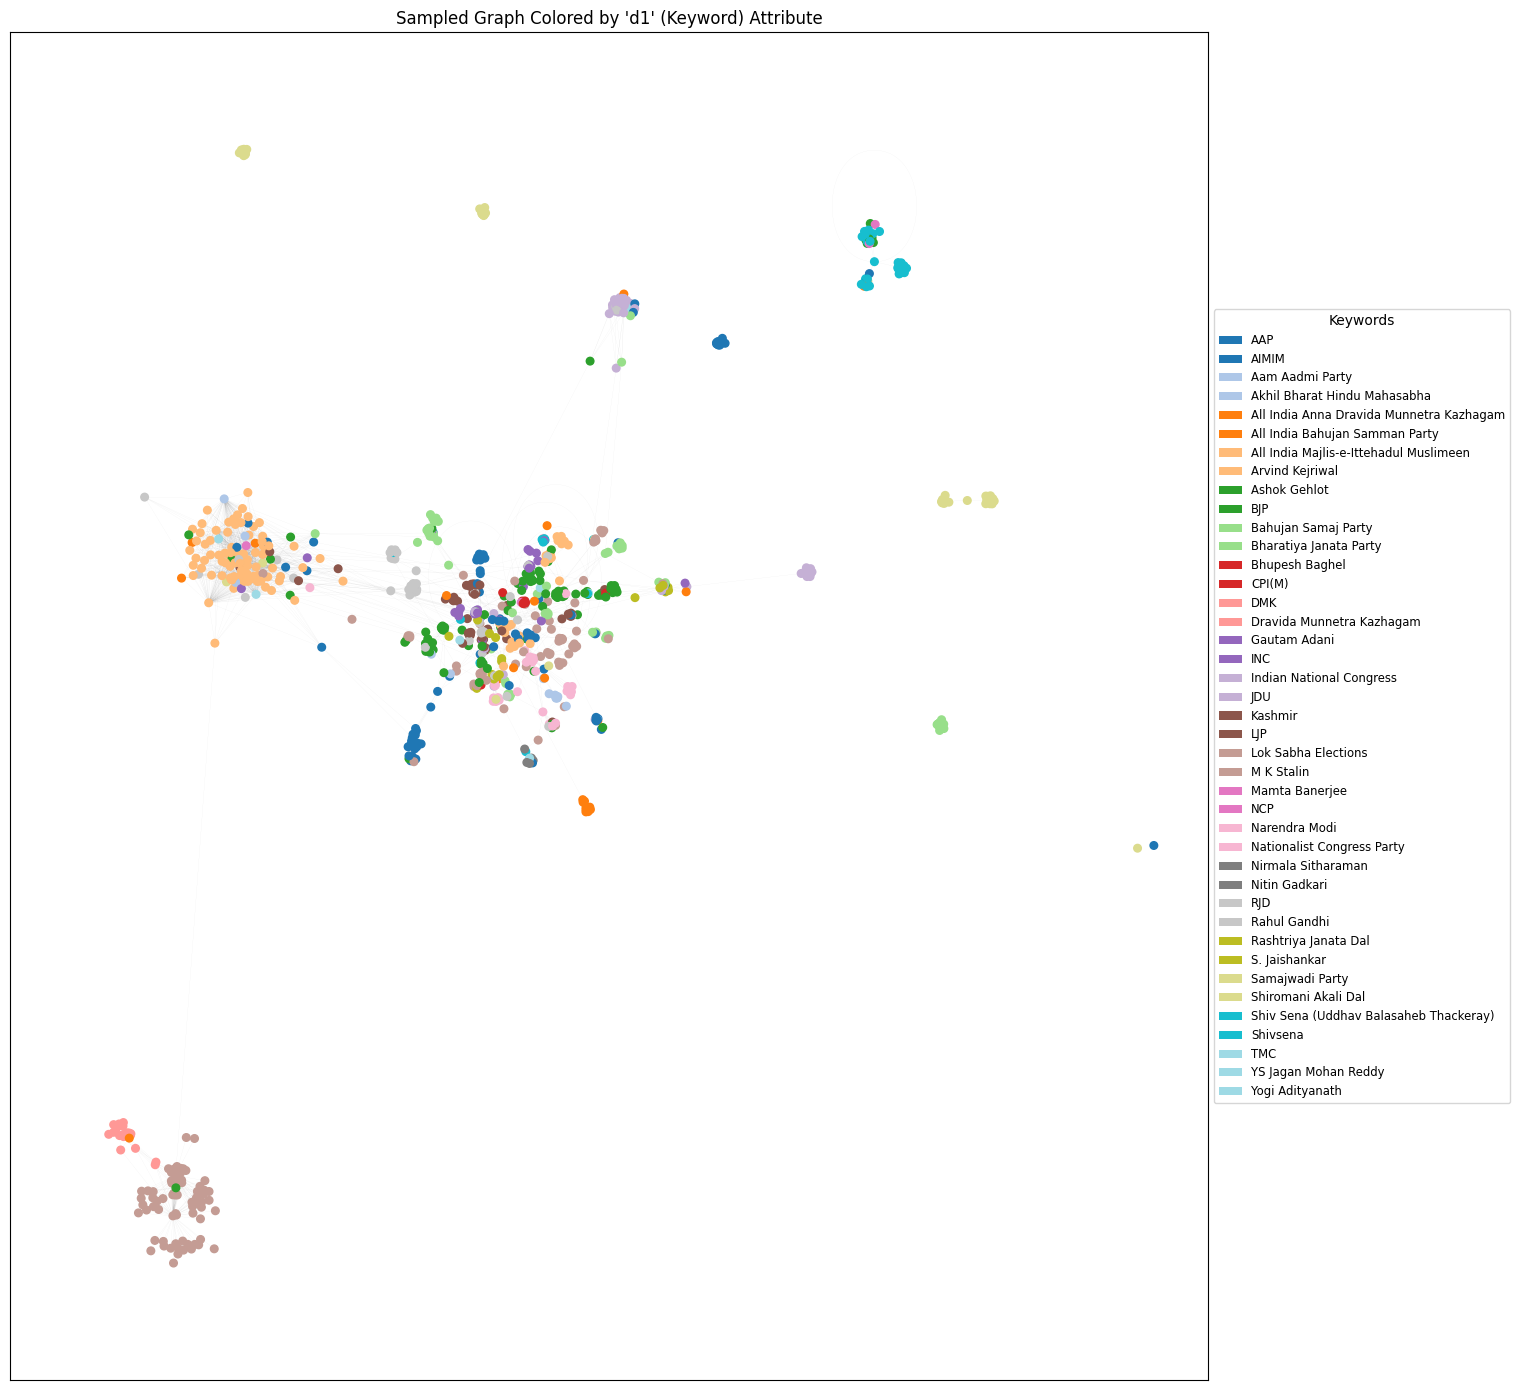 Sampled Graph Colored by 'd1' (Keyword) Attribute
Keywords
AAP
AIMIM
Aam Aadmi Party
Akhil Bharat Hindu Mahasabha
All India Anna Dravida Munnetra Kazhagam
All India Bahujan Samman Party
All India Majlis-e-Ittehadul Muslimeen
Arvind Kejriwal
Ashok Gehlot
BJP
Bahujan Samaj Party
Bharatiya Janata Party
Bhupesh Baghel
CPI(M)
DMK
Dravida Munnetra Kazhagam
Gautam Adani
INC
Indian National Congress
JDU
Kashmir
LJP
Lok Sabha Elections
M K Stalin
Mamta Banerjee
NCP
Narendra Modi
Nationalist Congress Party
Nirmala Sitharaman
Nitin Gadkari
RJD
Rahul Gandhi
Rashtriya Janata Dal
S. Jaishankar
Samajwadi Party
Shiromani Akali Dal
Shiv Sena (Uddhav Balasaheb Thackeray)
Shivsena
TMC
YS Jagan Mohan Reddy
Yogi Adityanath